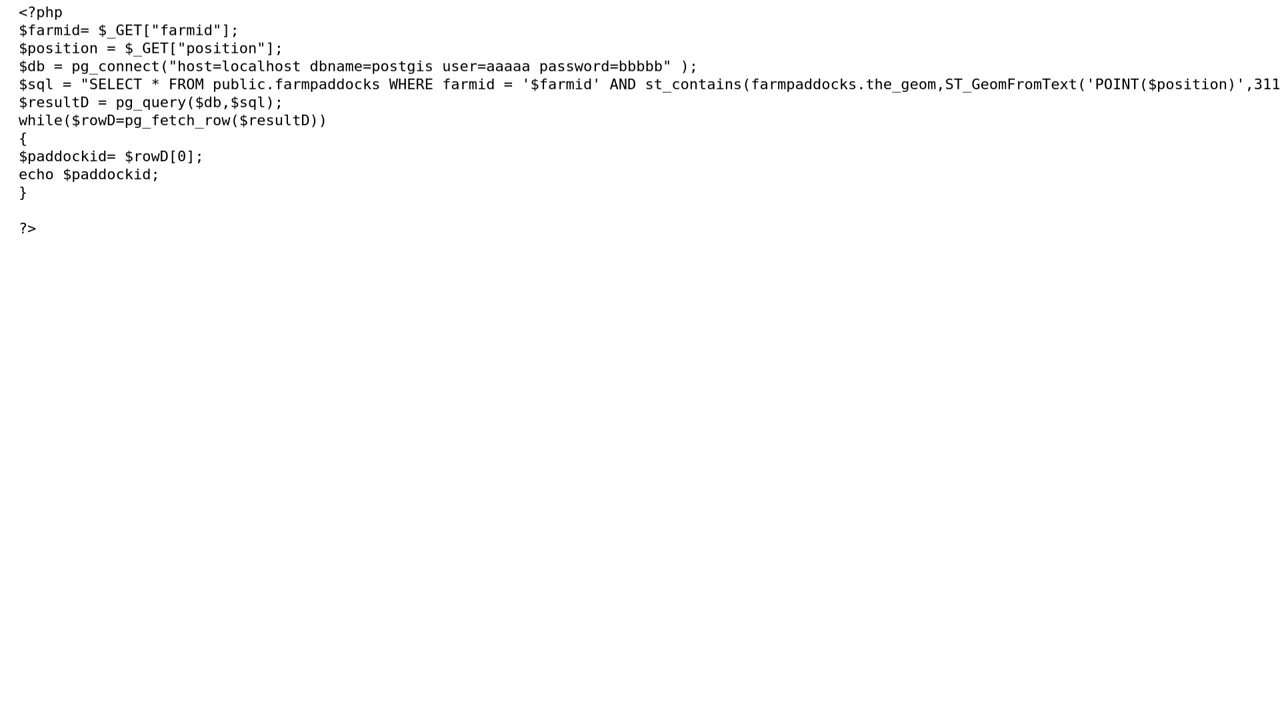 <?php
$farmid= $_GET["farmid"];
$position = $_GET["position"];
$db = pg_connect("host=localhost dbname=postgis user=aaaaa password=bbbbb" );
$sql = "SELECT * FROM public.farmpaddocks WHERE farmid = '$farmid' AND st_contains(farmpaddocks.the_geom,ST_GeomFromText('POINT($position)',311
$resultD = pg_query($db,$sql);
while($rowD=pg_fetch_row($resultD))
{
$paddockid= $rowD[0];
echo $paddockid;
}
?>